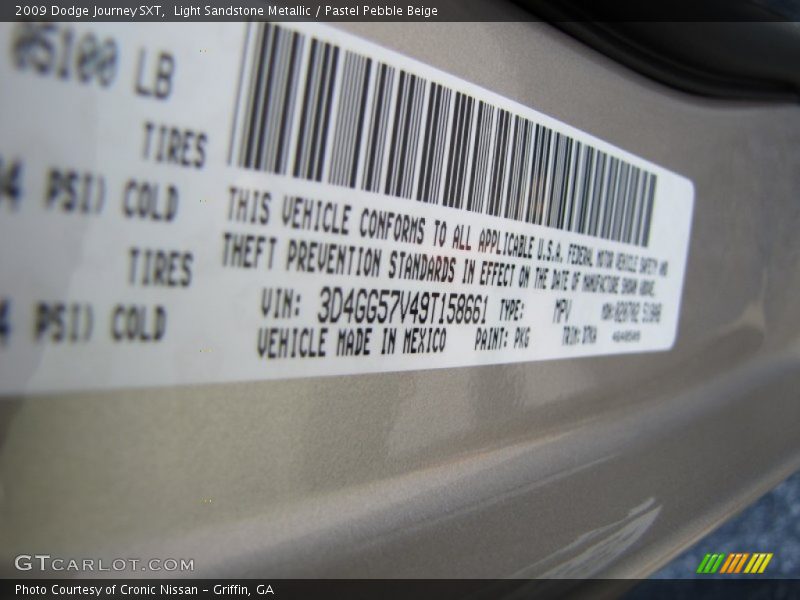 2009 Dodge Journey SXT,  Light Sandstone Metallic / Pastel Pebble Beige
05100 LB
TIRES
PSI) COLD
THIS VEHICLE CONFORMS TO ALL APPLICABLE U.S.A. FEDERAL MOTOR VEHICLE SAFETY AND
THEFT PREVENTION STANDARDS IN EFFECT ON THE DATE OF MANUFACTURE SHOWN ABOVE.
TIRES
PSI) COLD
VIN: 3D4GG57V49T158661 TYPE: MPV
VEHICLE MADE IN MEXICO PAINT: PKG TRIM:
GTCARLOT.COM
Photo Courtesy of Cronic Nissan – Griffin, GA